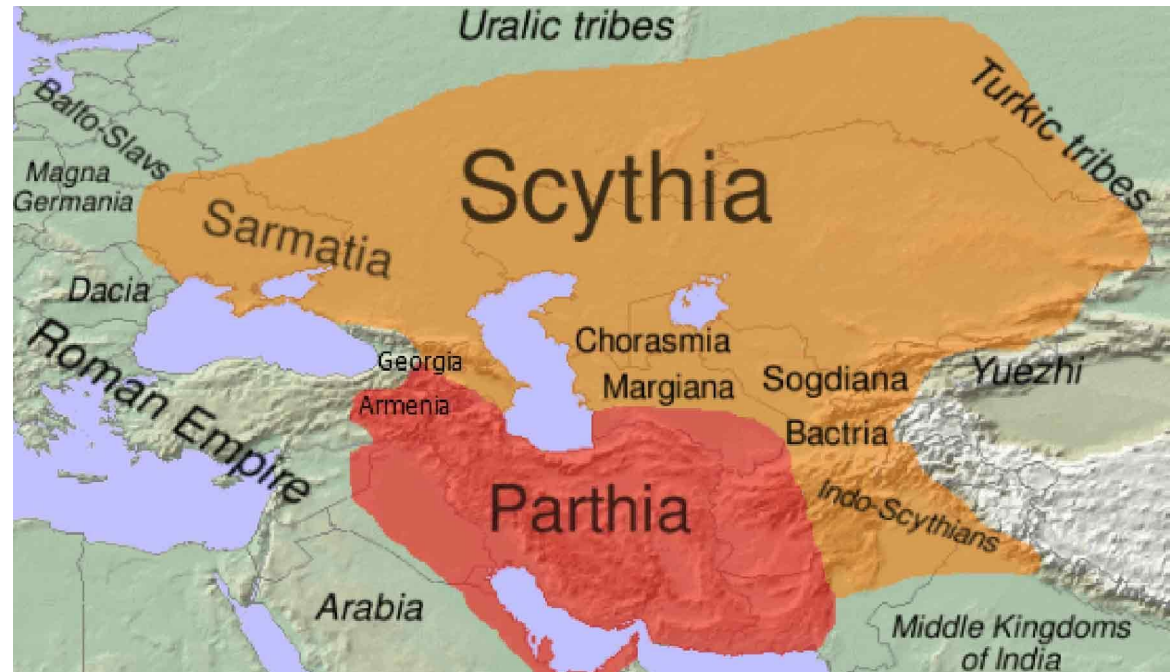 Uralic tribes
Turkic tribes
Balto-Slavs
Magna
Germania
Scythia
Sarmatia
Dacia
Roman Empire
Georgia
Armenia
Chorasmia
Margiana
Sogdiana
Yuezhi
Bactria
Parthia
Indo-Scythians
Arabia
Middle Kingdoms
of India